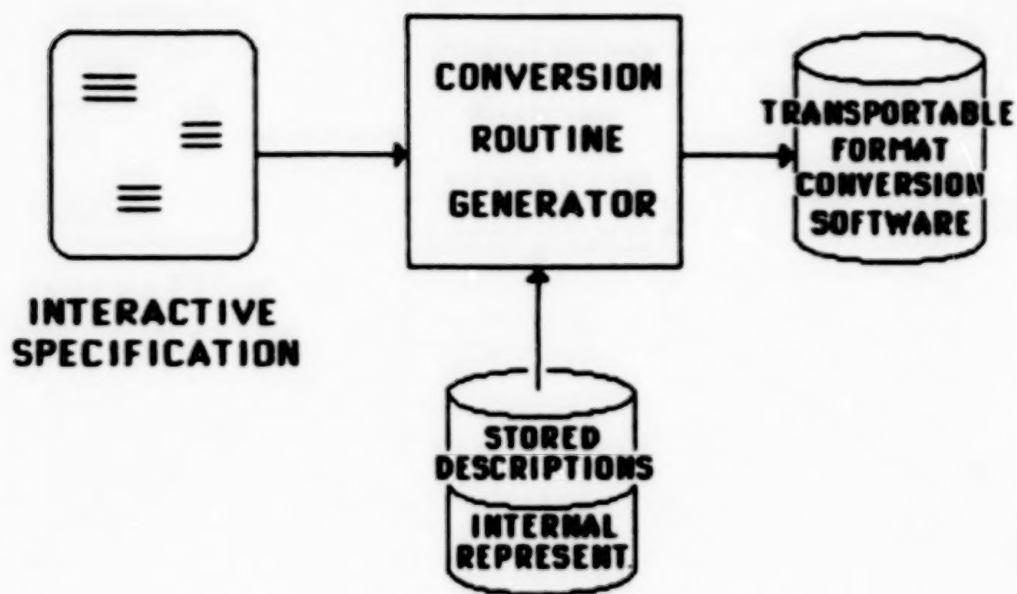 INTERACTIVE
SPECIFICATION
CONVERSION
ROUTINE
GENERATOR
TRANSPORTABLE
FORMAT
CONVERSION
SOFTWARE
STORED
DESCRIPTIONS
INTERNAL
REPRESENT.